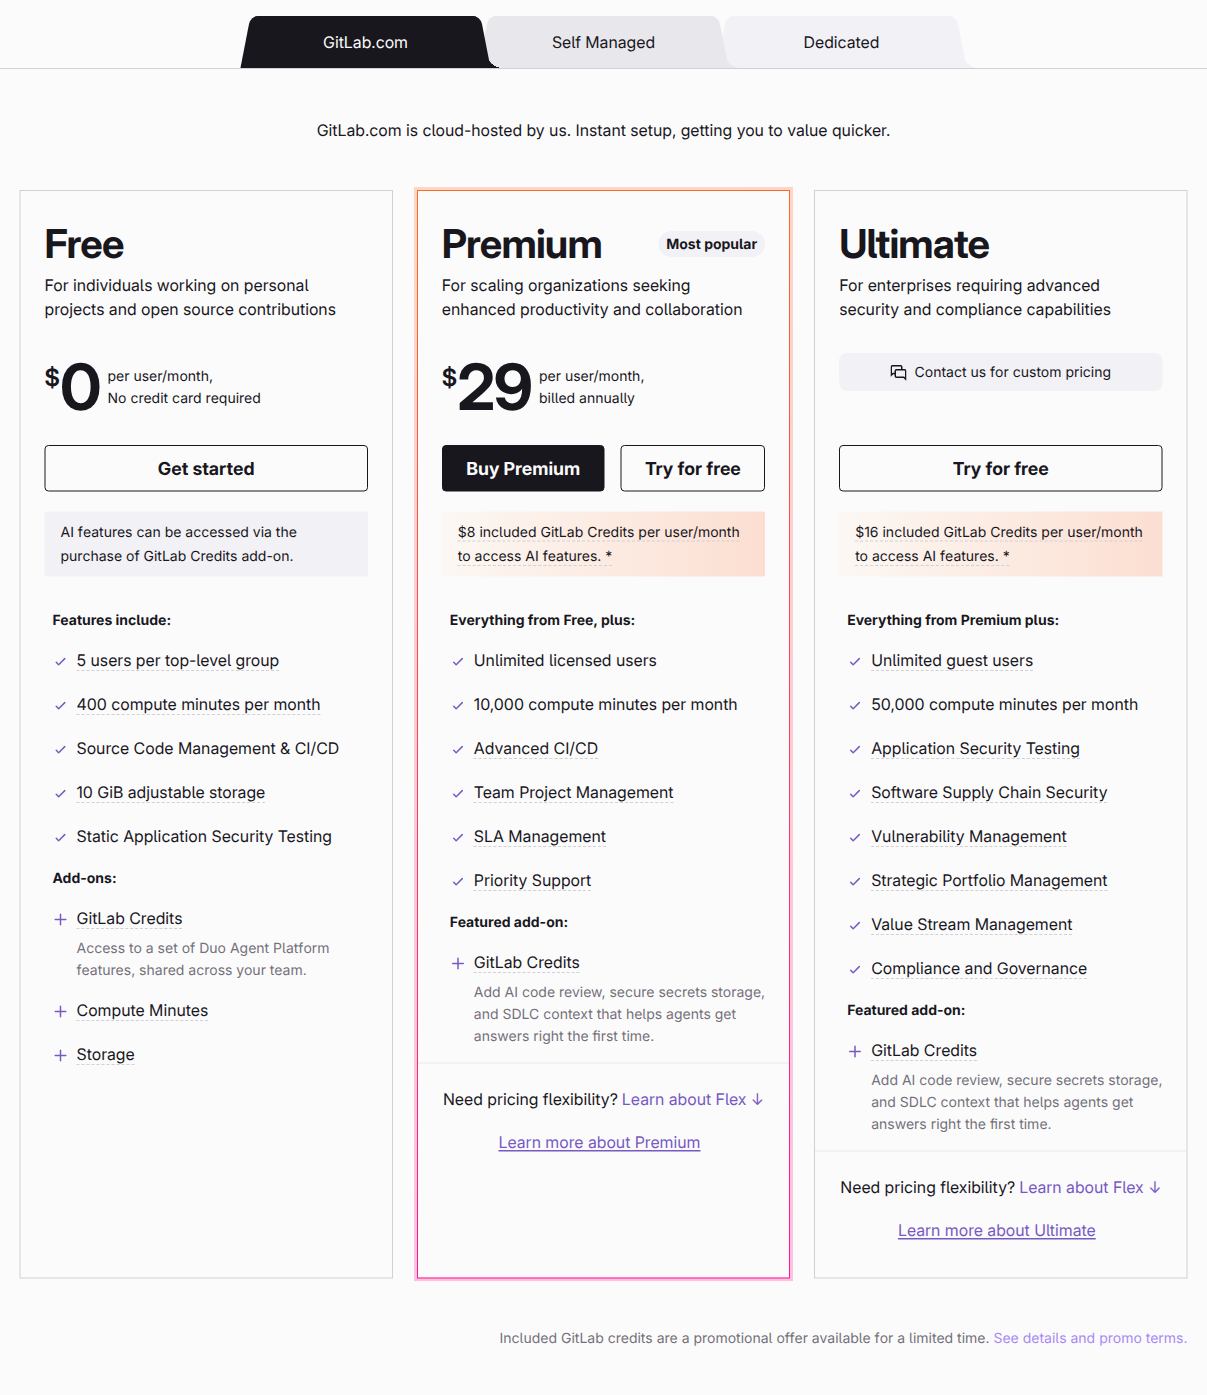 GitLab.com
Self Managed
Dedicated
GitLab.com is cloud-hosted by us. Instant setup, getting you to value quicker.
Free
For individuals working on personal
projects and open source contributions
$0
per user/month,
No credit card required
Get started
AI features can be accessed via the
purchase of GitLab Credits add-on.
Features include:
5 users per top-level group
400 compute minutes per month
Source Code Management & CI/CD
10 GiB adjustable storage
Static Application Security Testing
Add-ons:
GitLab Credits
Access to a set of Duo Agent Platform
features, shared across your team.
Compute Minutes
Storage
Premium
Most popular
For scaling organizations seeking
enhanced productivity and collaboration
$29
per user/month,
billed annually
Buy Premium
Try for free
$8 included GitLab Credits per user/month
to access AI features. *
Everything from Free, plus:
Unlimited licensed users
10,000 compute minutes per month
Advanced CI/CD
Team Project Management
SLA Management
Priority Support
Featured add-on:
GitLab Credits
Add AI code review, secure secrets storage,
and SDLC context that helps agents get
answers right the first time.
Need pricing flexibility? Learn about Flex ↓
Learn more about Premium
Ultimate
For enterprises requiring advanced
security and compliance capabilities
Contact us for custom pricing
Try for free
$16 included GitLab Credits per user/month
to access AI features. *
Everything from Premium plus:
Unlimited guest users
50,000 compute minutes per month
Application Security Testing
Software Supply Chain Security
Vulnerability Management
Strategic Portfolio Management
Value Stream Management
Compliance and Governance
Featured add-on:
GitLab Credits
Add AI code review, secure secrets storage,
and SDLC context that helps agents get
answers right the first time.
Need pricing flexibility? Learn about Flex ↓
Learn more about Ultimate
Included GitLab credits are a promotional offer available for a limited time. See details and promo terms.